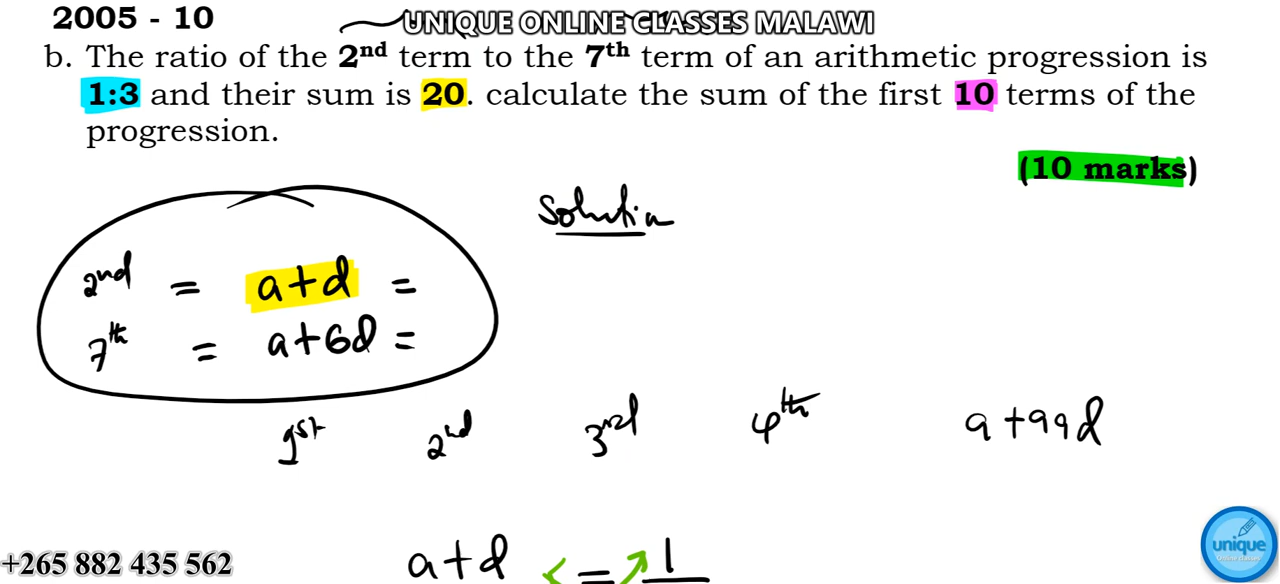 2005 - 10
UNIQUE ONLINE CLASSES MALAWI
b. The ratio of the 2nd term to the 7th term of an arithmetic progression is
1:3 and their sum is 20. calculate the sum of the first 10 terms of the
progression.
(10 marks)
Solution
2nd = a+d =
7th = a+6d =
1st 2nd 3rd 4th a+99d
a+d = 1
+265 882 435 562
unique
Online classes